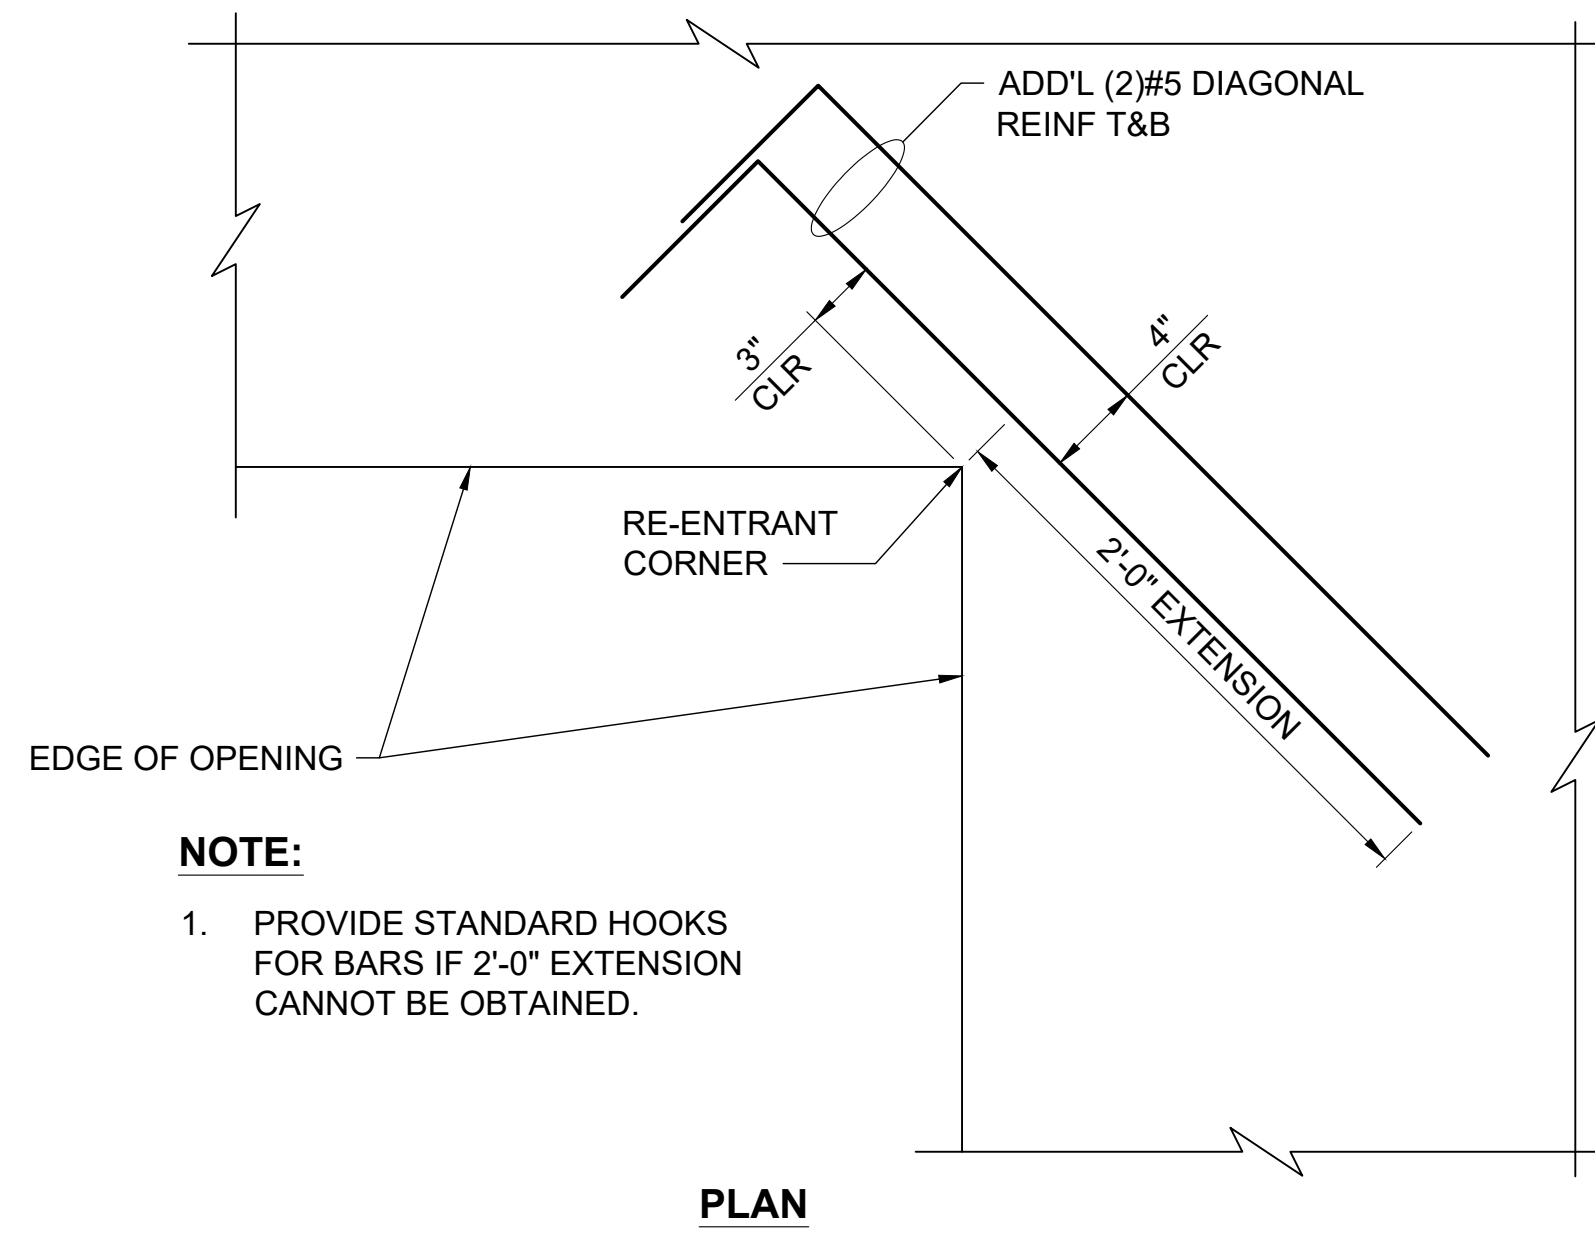 ADD'L (2)#5 DIAGONAL
REINF T&B
3"
CLR
4"
CLR
RE-ENTRANT
CORNER
2'-0" EXTENSION
EDGE OF OPENING
NOTE:
1. PROVIDE STANDARD HOOKS
FOR BARS IF 2'-0" EXTENSION
CANNOT BE OBTAINED.
PLAN